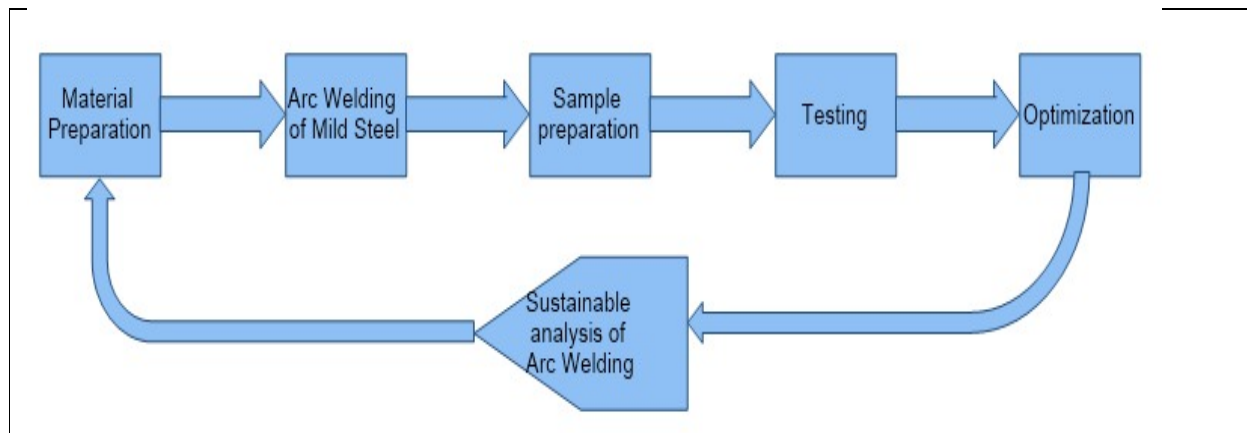 Material
Preparation
Arc Welding
of Mild Steel
Sample
preparation
Testing
Optimization
Sustainable
analysis of
Arc Welding